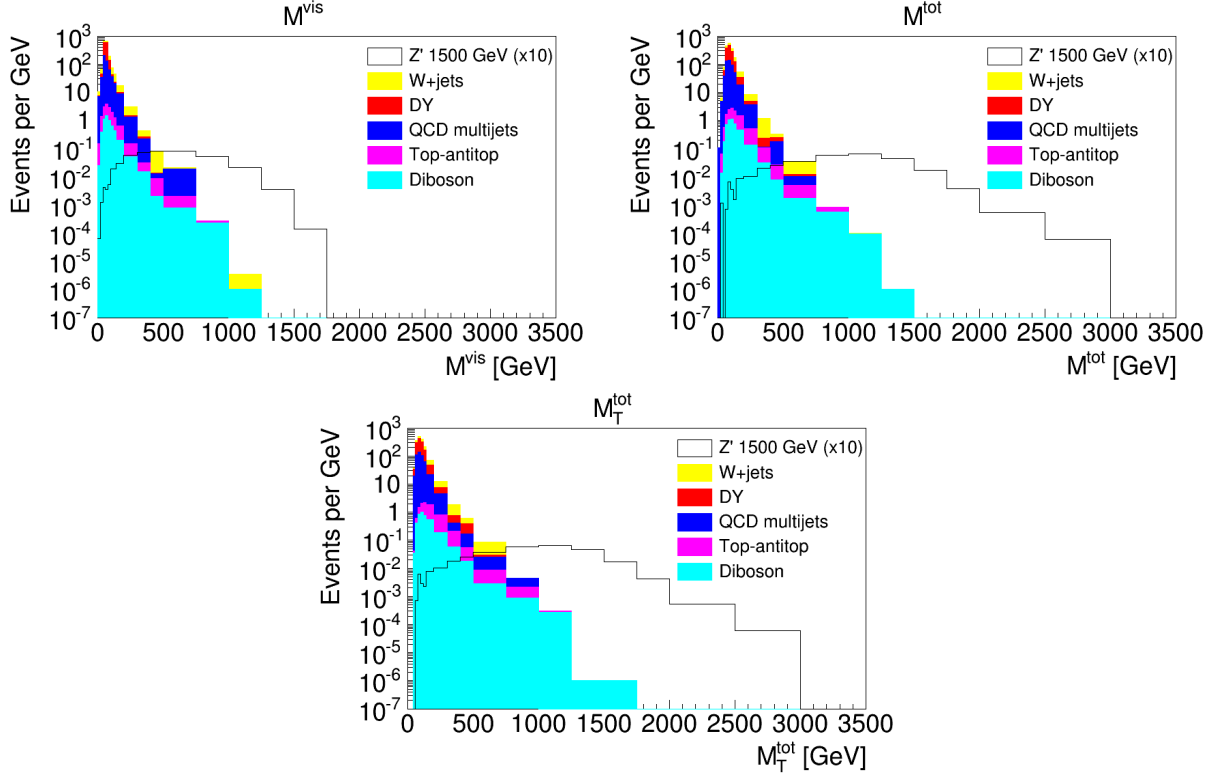 M^vis
Events per GeV
10^3
10^2
10
1
10^-1
10^-2
10^-3
10^-4
10^-5
10^-6
10^-7
Z' 1500 GeV (x10)
W+jets
DY
QCD multijets
Top-antitop
Diboson
0 500 1000 1500 2000 2500 3000 3500
M^vis [GeV]
M^tot
Events per GeV
10^3
10^2
10
1
10^-1
10^-2
10^-3
10^-4
10^-5
10^-6
10^-7
Z' 1500 GeV (x10)
W+jets
DY
QCD multijets
Top-antitop
Diboson
0 500 1000 1500 2000 2500 3000 3500
M^tot [GeV]
M_T^tot
Events per GeV
10^3
10^2
10
1
10^-1
10^-2
10^-3
10^-4
10^-5
10^-6
10^-7
Z' 1500 GeV (x10)
W+jets
DY
QCD multijets
Top-antitop
Diboson
0 500 1000 1500 2000 2500 3000 3500
M_T^tot [GeV]